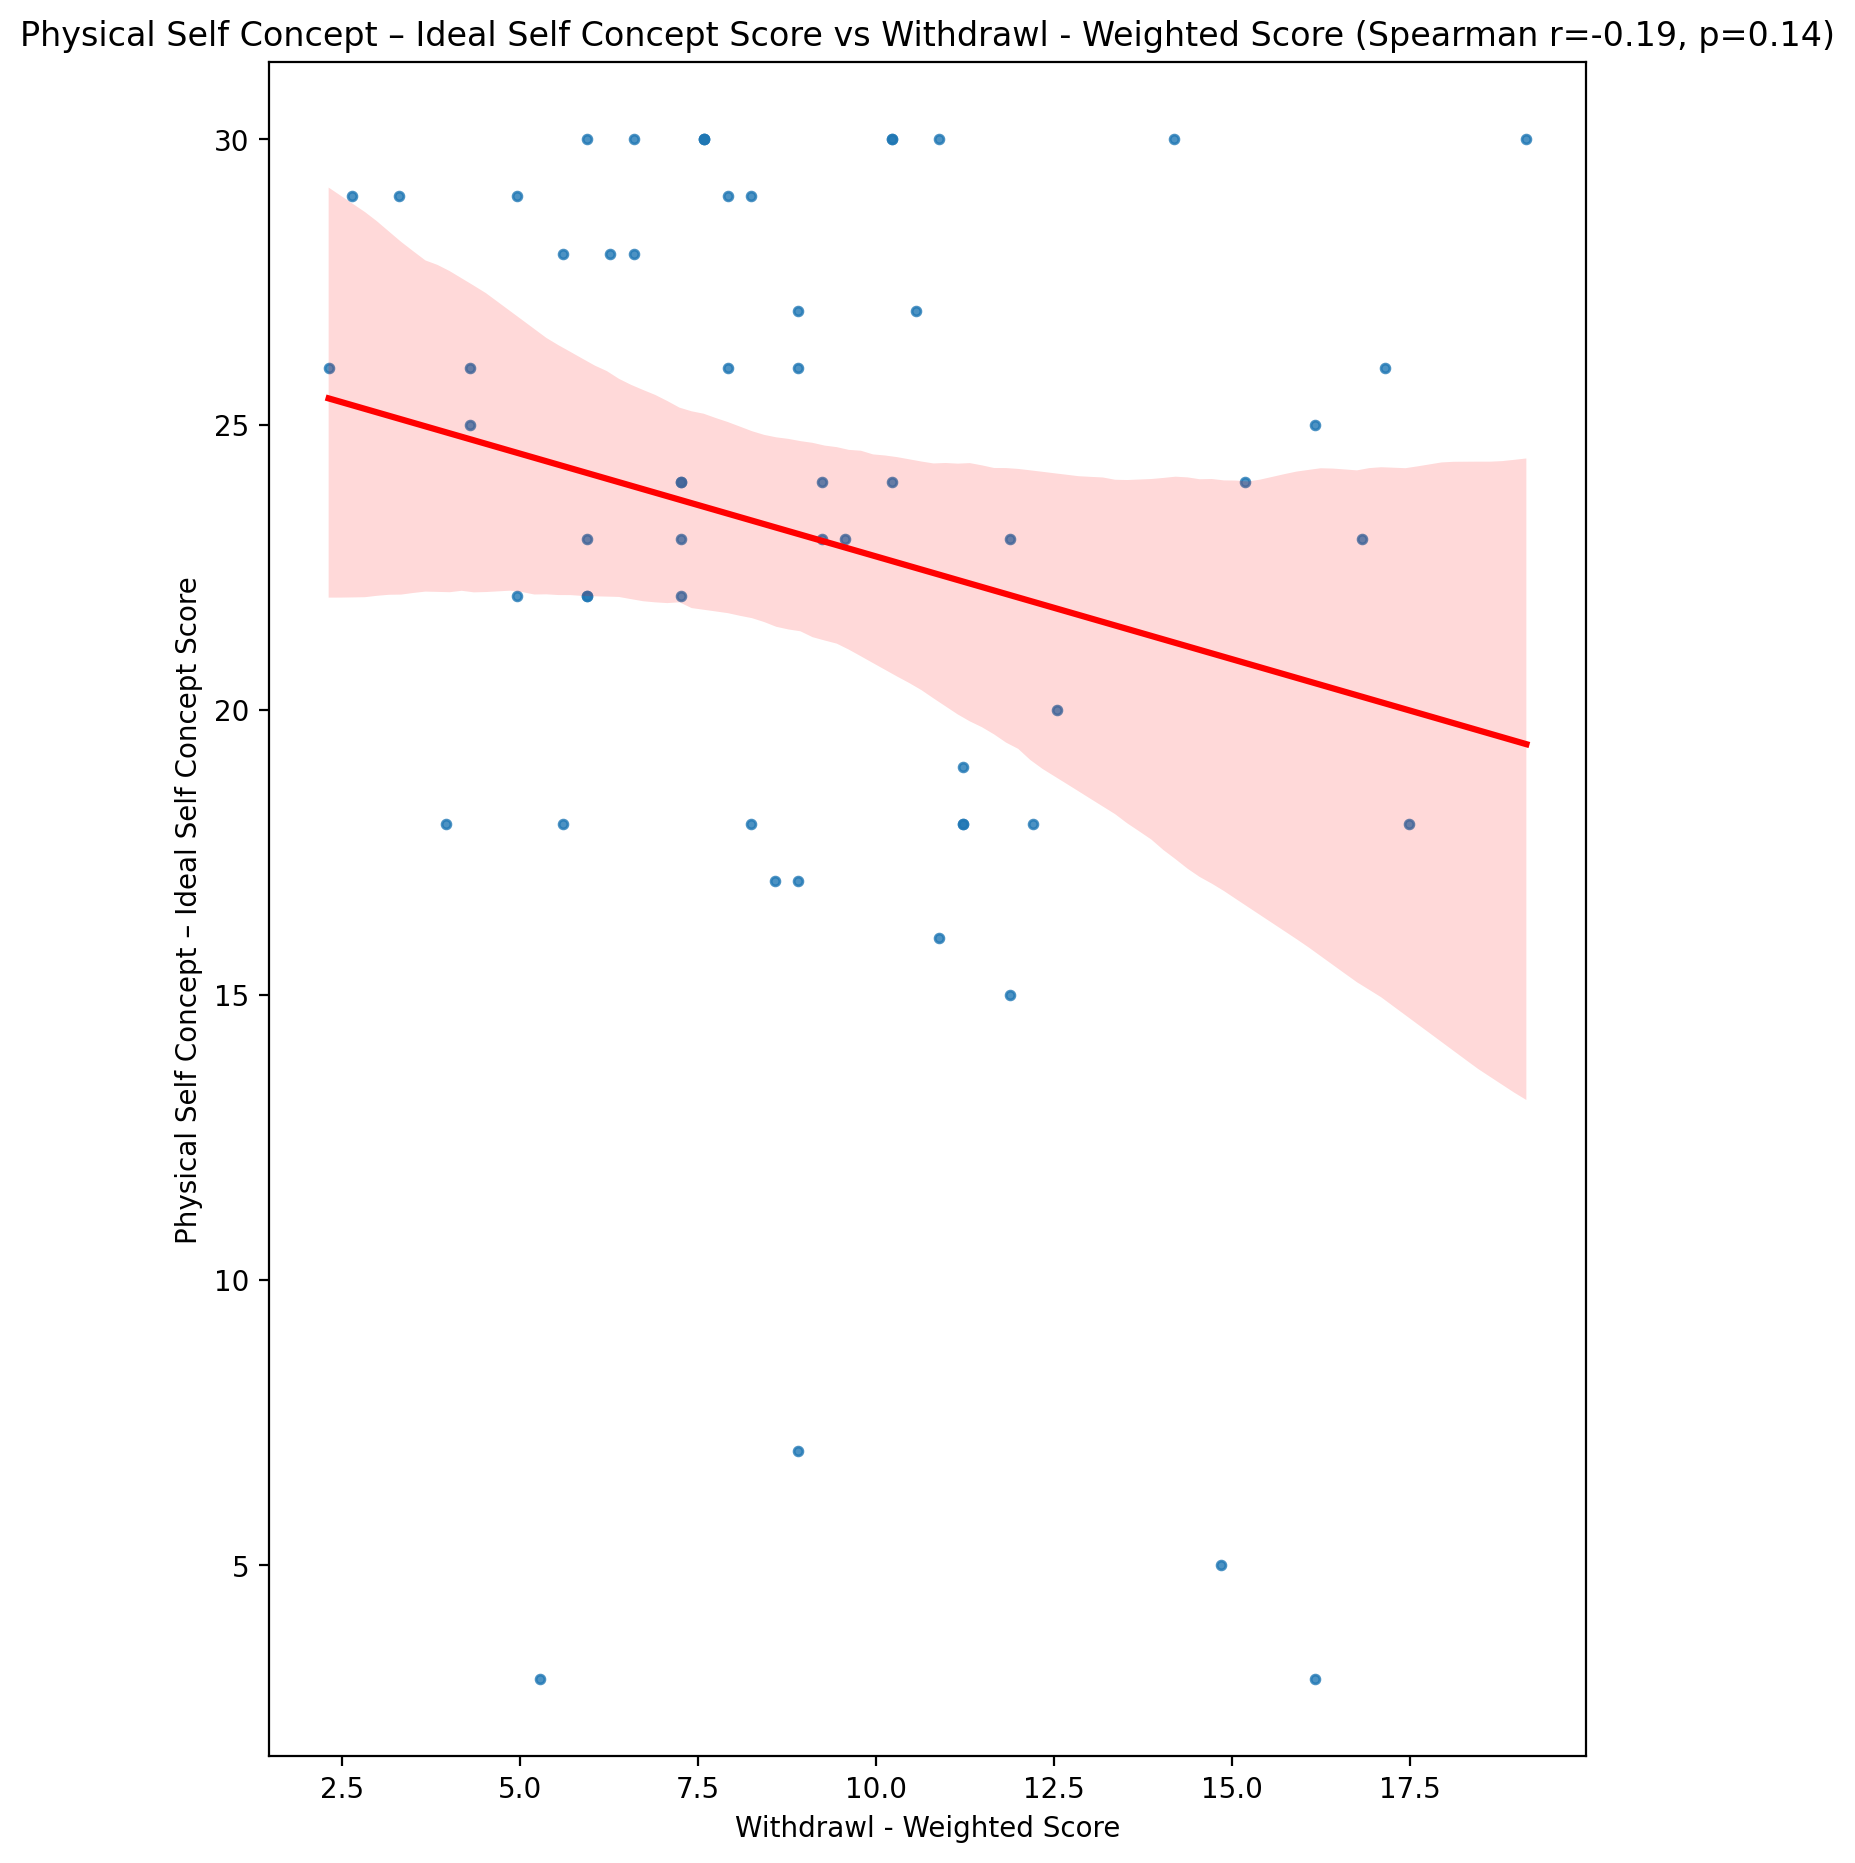 Physical Self Concept – Ideal Self Concept Score vs Withdrawl - Weighted Score (Spearman r=-0.19, p=0.14)
Physical Self Concept – Ideal Self Concept Score
30
25
20
15
10
5
2.5 5.0 7.5 10.0 12.5 15.0 17.5
Withdrawl - Weighted Score